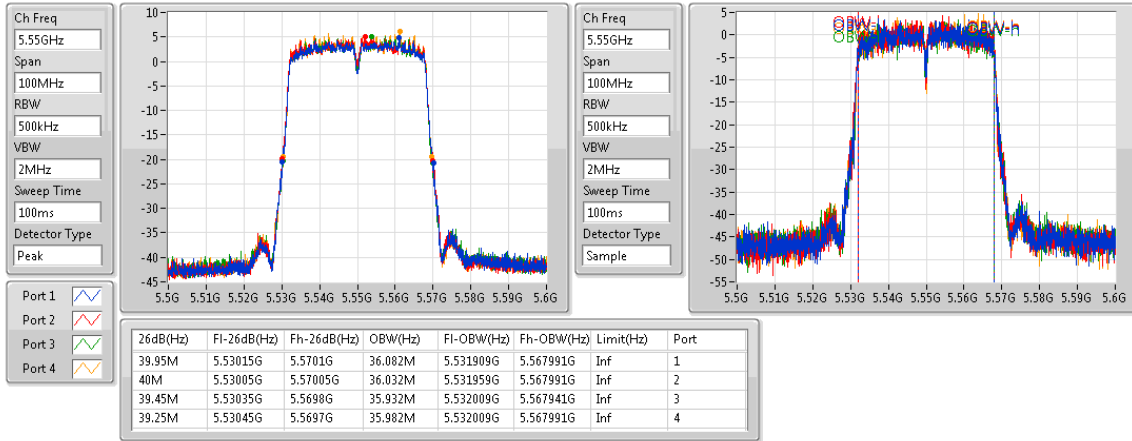 Ch Freq
5.55GHz
Span
100MHz
RBW
500kHz
VBW
2MHz
Sweep Time
100ms
Detector Type
Peak
10
5
0
-5
-10
-15
-20
-25
-30
-35
-40
-45
5.5G 5.51G 5.52G 5.53G 5.54G 5.55G 5.56G 5.57G 5.58G 5.59G 5.6G
Ch Freq
5.55GHz
Span
100MHz
RBW
500kHz
VBW
2MHz
Sweep Time
100ms
Detector Type
Sample
5
0
-5
-10
-15
-20
-25
-30
-35
-40
-45
-50
-55
5.5G 5.51G 5.52G 5.53G 5.54G 5.55G 5.56G 5.57G 5.58G 5.59G 5.6G
Port 1
Port 2
Port 3
Port 4
26dB(Hz) Fl-26dB(Hz) Fh-26dB(Hz) OBW(Hz) Fl-OBW(Hz) Fh-OBW(Hz) Limit(Hz) Port
39.95M 5.53015G 5.5701G 36.082M 5.531909G 5.567991G Inf 1
40M 5.53005G 5.57005G 36.032M 5.531959G 5.567991G Inf 2
39.45M 5.53035G 5.5698G 35.932M 5.532009G 5.567941G Inf 3
39.25M 5.53045G 5.5697G 35.982M 5.532009G 5.567991G Inf 4